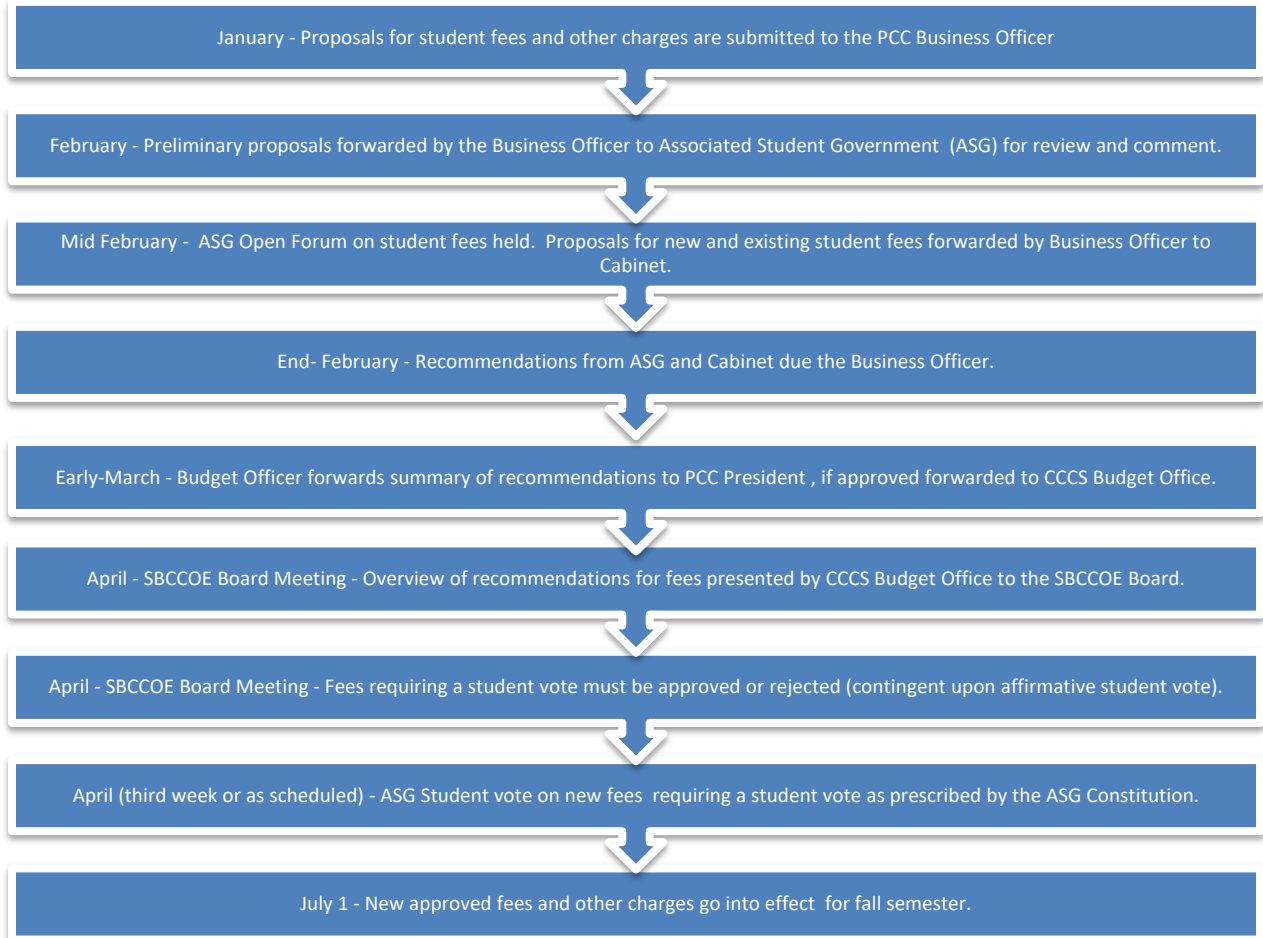 January - Proposals for student fees and other charges are submitted to the PCC Business Officer
February - Preliminary proposals forwarded by the Business Officer to Associated Student Government (ASG) for review and comment.
Mid February - ASG Open Forum on student fees held. Proposals for new and existing student fees forwarded by Business Officer to
Cabinet.
End- February - Recommendations from ASG and Cabinet due the Business Officer.
Early-March - Budget Officer forwards summary of recommendations to PCC President , if approved forwarded to CCCS Budget Office.
April - SBCCOE Board Meeting - Overview of recommendations for fees presented by CCCS Budget Office to the SBCCOE Board.
April - SBCCOE Board Meeting - Fees requiring a student vote must be approved or rejected (contingent upon affirmative student vote).
April (third week or as scheduled) - ASG Student vote on new fees requiring a student vote as prescribed by the ASG Constitution.
July 1 - New approved fees and other charges go into effect for fall semester.